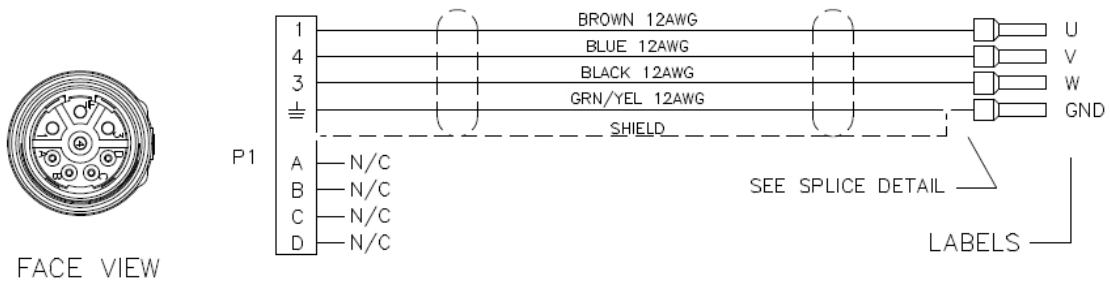 BROWN 12AWG
1
U
BLUE 12AWG
4
V
BLACK 12AWG
3
W
GRN/YEL 12AWG
GND
SHIELD
P1
A N/C
B N/C
C N/C
D N/C
SEE SPLICE DETAIL
LABELS
FACE VIEW